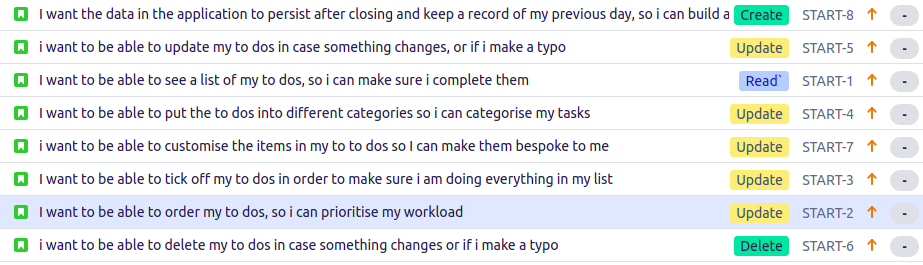 I want the data in the application to persist after closing and keep a record of my previous day, so i can build a Create START-8 -
i want to be able to update my to dos in case something changes, or if i make a typo Update START-5 -
I want to be able to see a list of my to dos, so i can make sure i complete them Read` START-1 -
I want to be able to put the to dos into different categories so i can categorise my tasks Update START-4 -
i want to be able to customise the items in my to to dos so I can make them bespoke to me Update START-7 -
I want to be able to tick off my to dos in order to make sure i am doing everything in my list Update START-3 -
I want to be able to order my to dos, so i can prioritise my workload Update START-2 -
i want to be able to delete my to dos in case something changes or if i make a typo Delete START-6 -